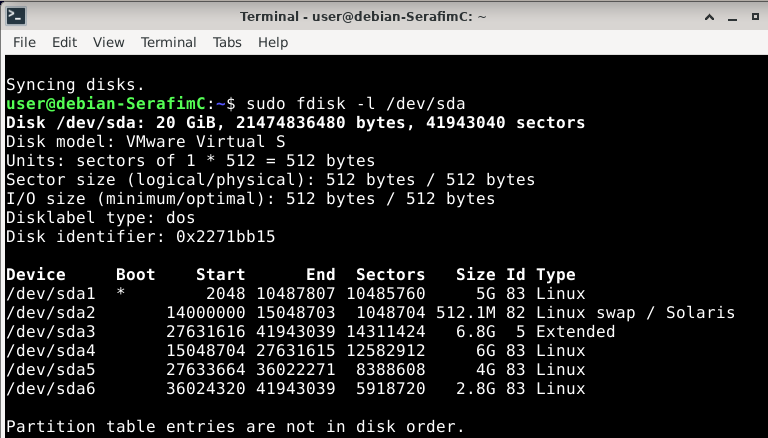 Terminal - user@debian-SerafimC: ~
File Edit View Terminal Tabs Help
Syncing disks.
user@debian-SerafimC:~$ sudo fdisk -l /dev/sda
Disk /dev/sda: 20 GiB, 21474836480 bytes, 41943040 sectors
Disk model: VMware Virtual S
Units: sectors of 1 * 512 = 512 bytes
Sector size (logical/physical): 512 bytes / 512 bytes
I/O size (minimum/optimal): 512 bytes / 512 bytes
Disklabel type: dos
Disk identifier: 0x2271bb15
Device     Boot    Start      End  Sectors   Size Id Type
/dev/sda1  *        2048 10487807 10485760     5G 83 Linux
/dev/sda2       14000000 15048703  1048704 512.1M 82 Linux swap / Solaris
/dev/sda3       27631616 41943039 14311424   6.8G  5 Extended
/dev/sda4       15048704 27631615 12582912     6G 83 Linux
/dev/sda5       27633664 36022271  8388608     4G 83 Linux
/dev/sda6       36024320 41943039  5918720   2.8G 83 Linux
Partition table entries are not in disk order.